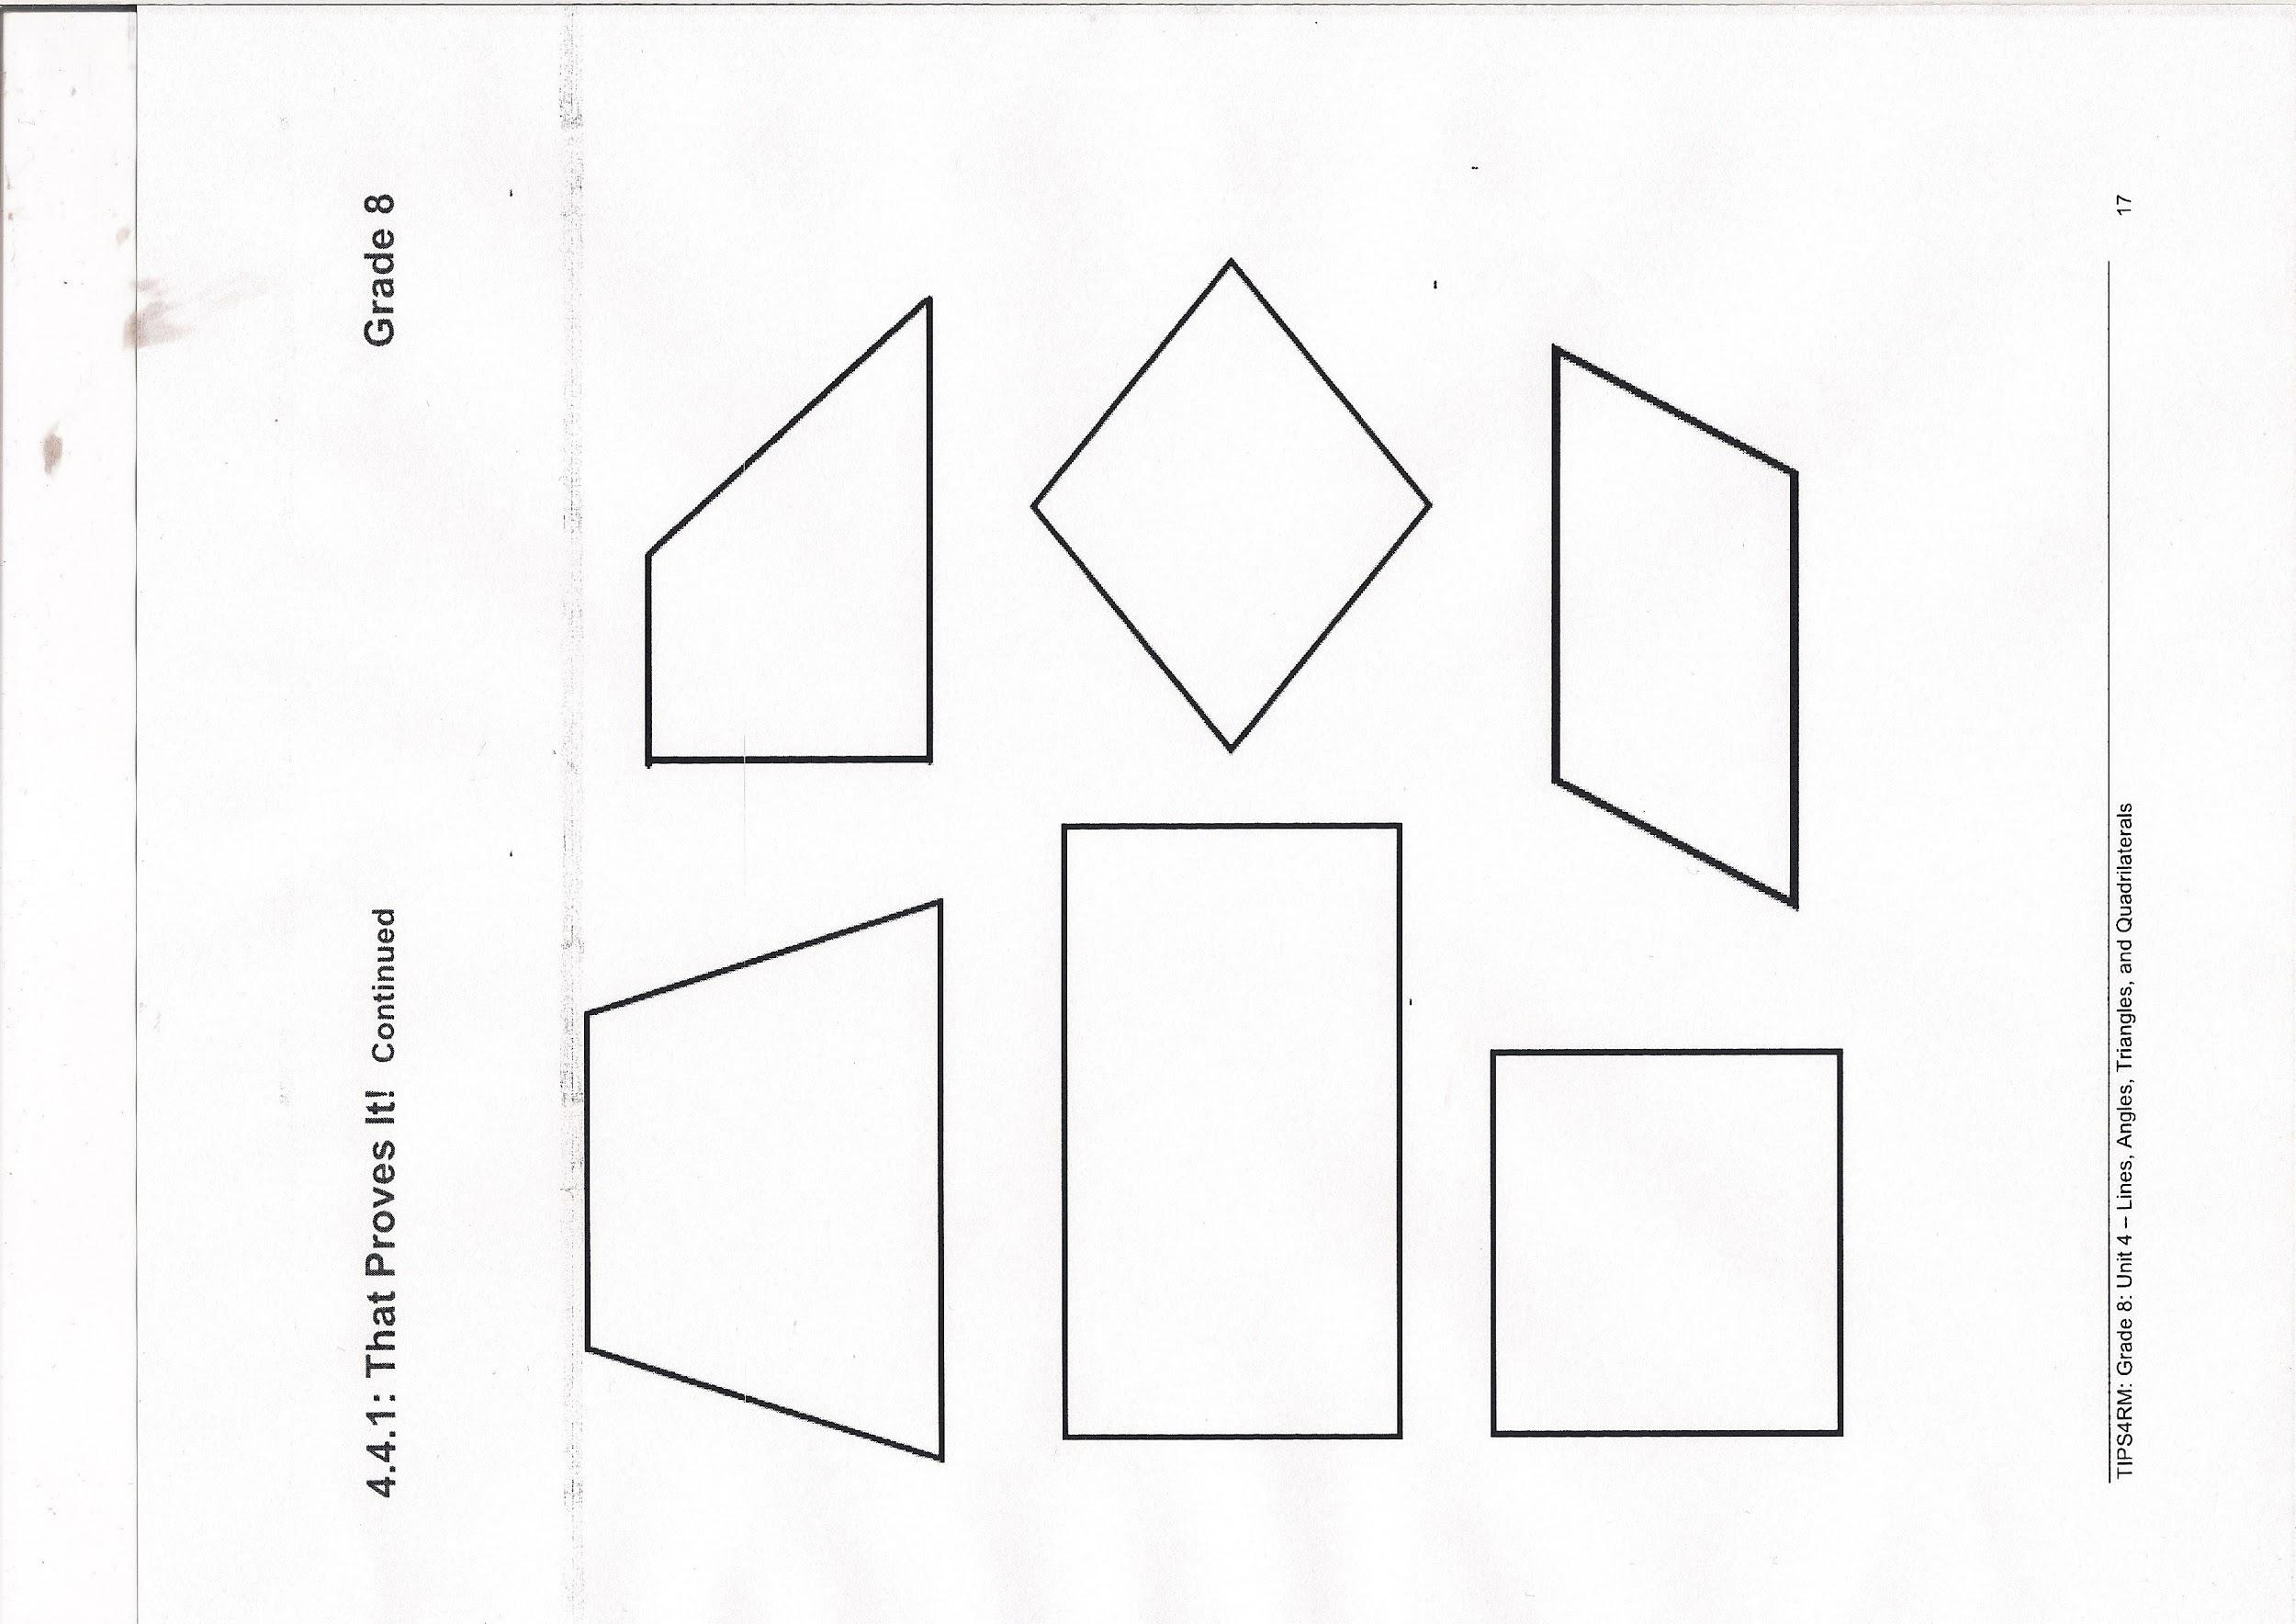 4.4.1: That Proves It! Continued Grade 8
TIPS4RM: Grade 8: Unit 4 – Lines, Angles, Triangles, and Quadrilaterals 17